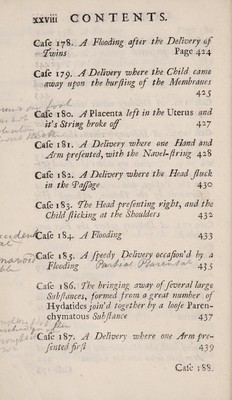 xxviii CONTENTS.
Case 178. A Flooding after the Delivery of
Twins Page 424
Case 179. A Delivery where the Child came
away upon the bursting of the Membranes
425
Case 180. A Placenta left in the Uterus and
it's String broke off 427
Case 181. A Delivery where one Hand and
Arm presented, with the Navel-string 428
Case 182. A Delivery where the Head stuck
in the Passage 430
Case 183. The Head presenting right, and the
Child sticking at the Shoulders 432
Case 184. A Flooding 433
Case 185. A speedy Delivery occasion'd by a
Flooding 435
Case 186. The bringing away of several large
Substances, formed from a great number of
Hydatides join'd together by a loose Paren-
chymatous Substance 437
Case 187. A Delivery where one Arm pre-
sented first 439
Case 188.